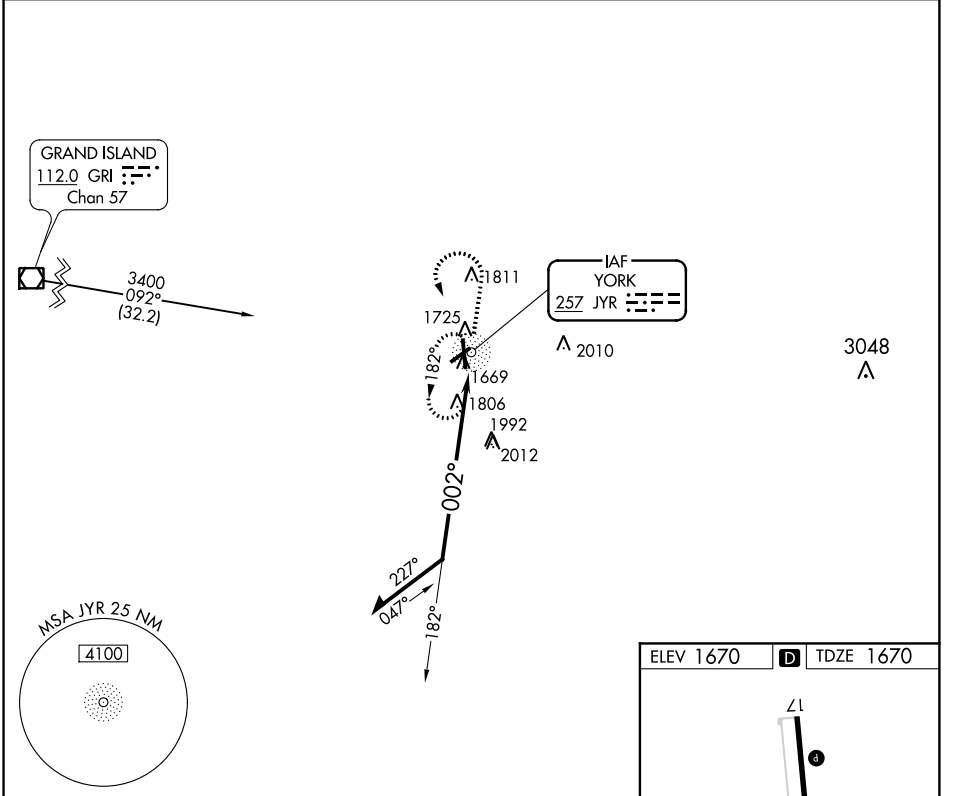 GRAND ISLAND
112.0 GRI
Chan 57
3400
092°
(32.2)
IAF
YORK
257 JYR
1811
1725
2010
3048
182°
1669
1806
1992
2012
002°
227°
047°
182°
MSA JYR 25 NM
4100
ELEV 1670 D TDZE 1670
17
P